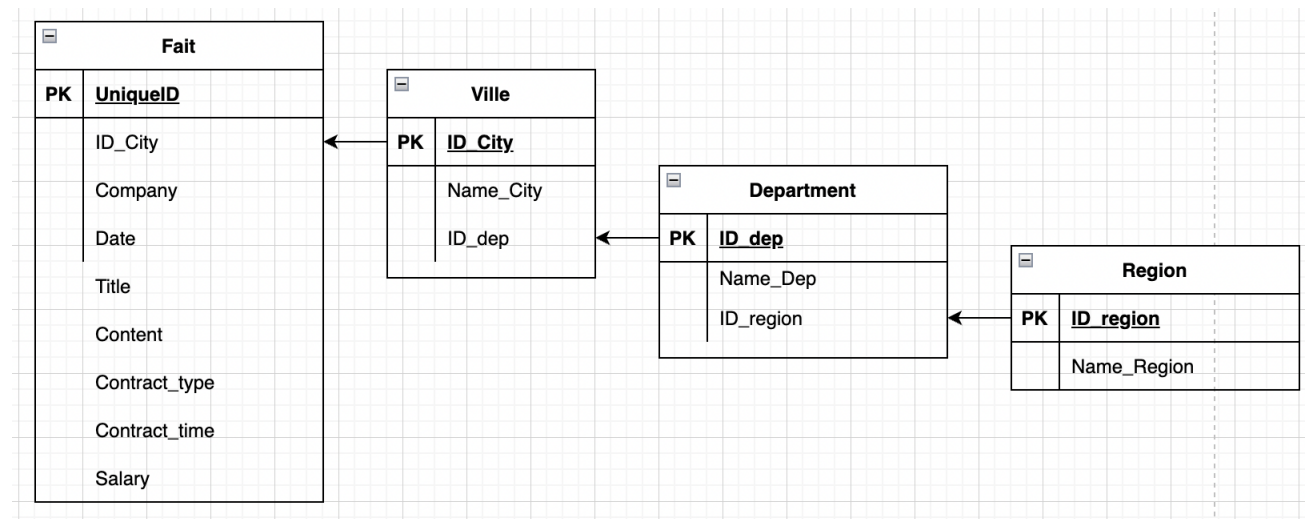 Fait
PK UniqueID
ID_City
Company
Date
Title
Content
Contract_type
Contract_time
Salary
Ville
PK ID_City
Name_City
ID_dep
Department
PK ID_dep
Name_Dep
ID_region
Region
PK ID_region
Name_Region